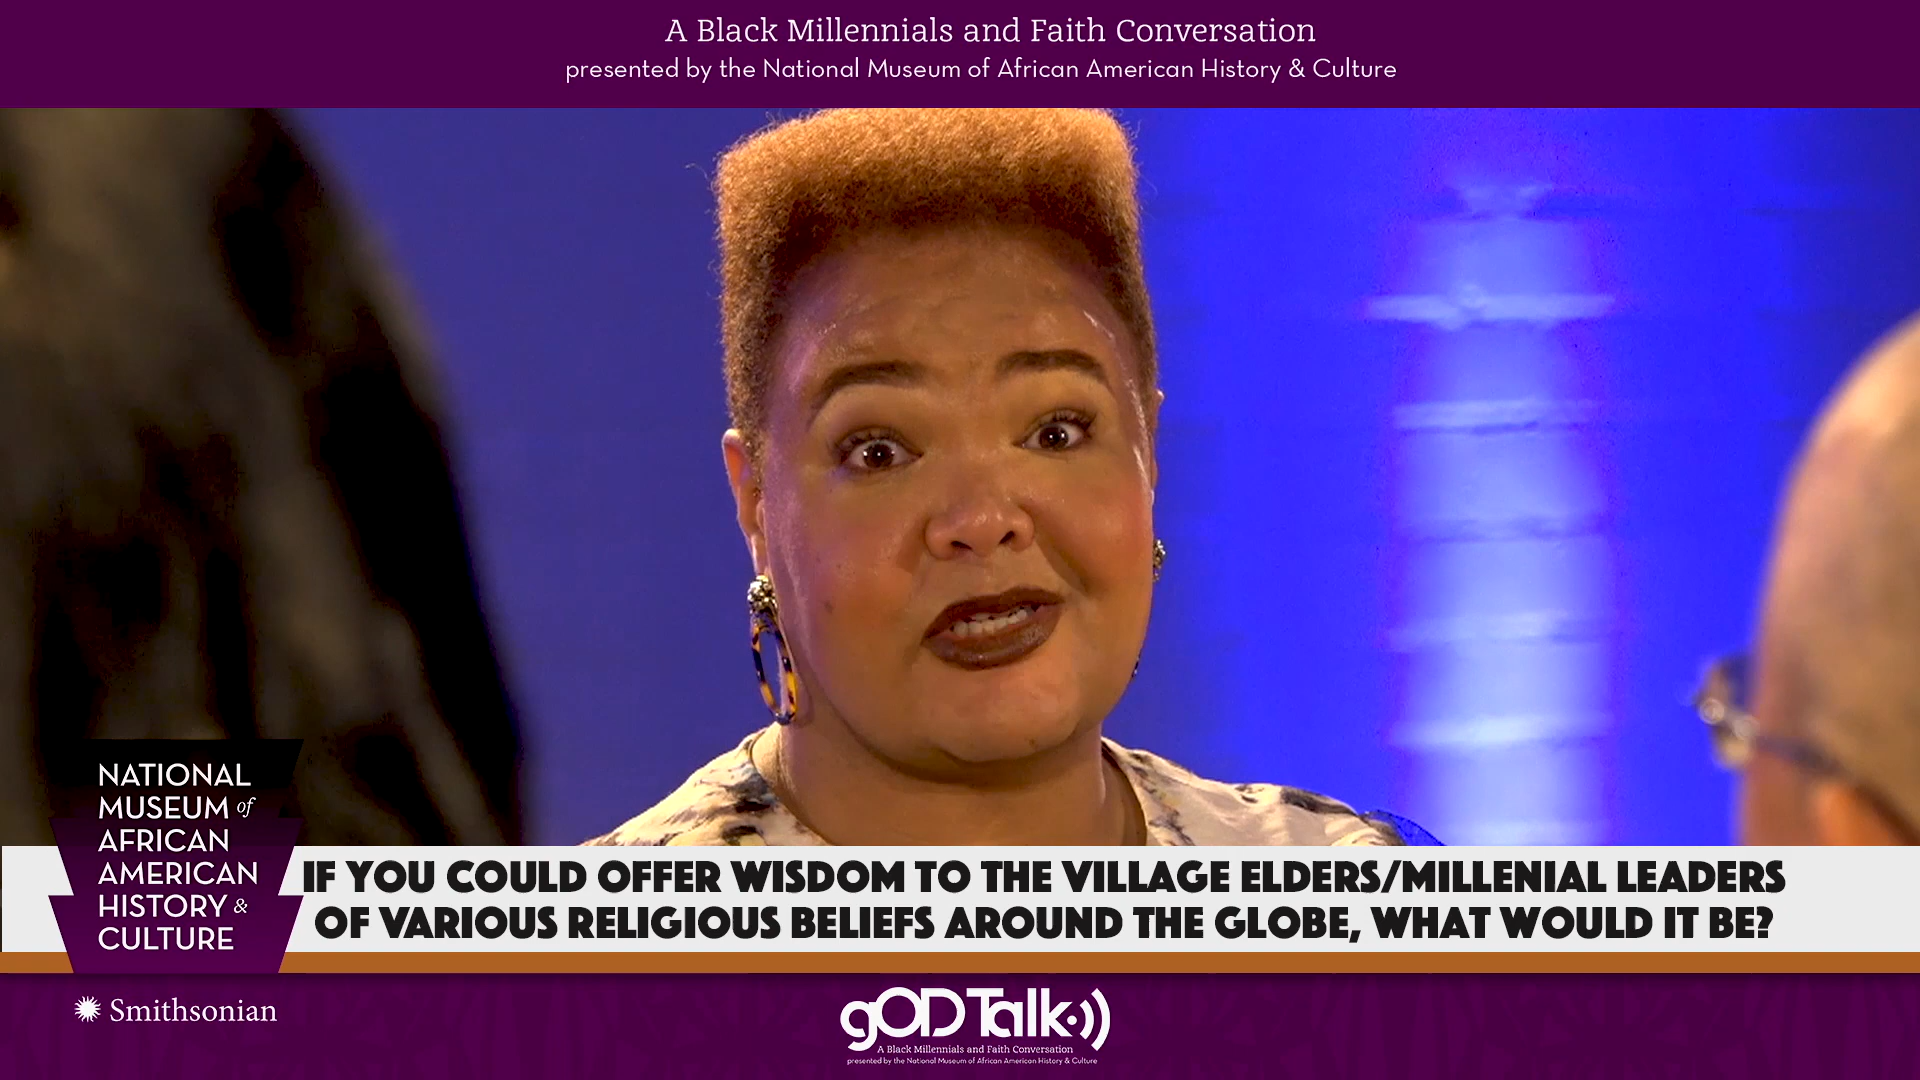 A Black Millennials and Faith Conversation
presented by the National Museum of African American History & Culture
NATIONAL
MUSEUM of
AFRICAN
AMERICAN
HISTORY &
CULTURE
IF YOU COULD OFFER WISDOM TO THE VILLAGE ELDERS/MILLENIAL LEADERS
OF VARIOUS RELIGIOUS BELIEFS AROUND THE GLOBE, WHAT WOULD IT BE?
Smithsonian
gODTalk
A Black Millennials and Faith Conversation
presented by the National Museum of African American History & Culture